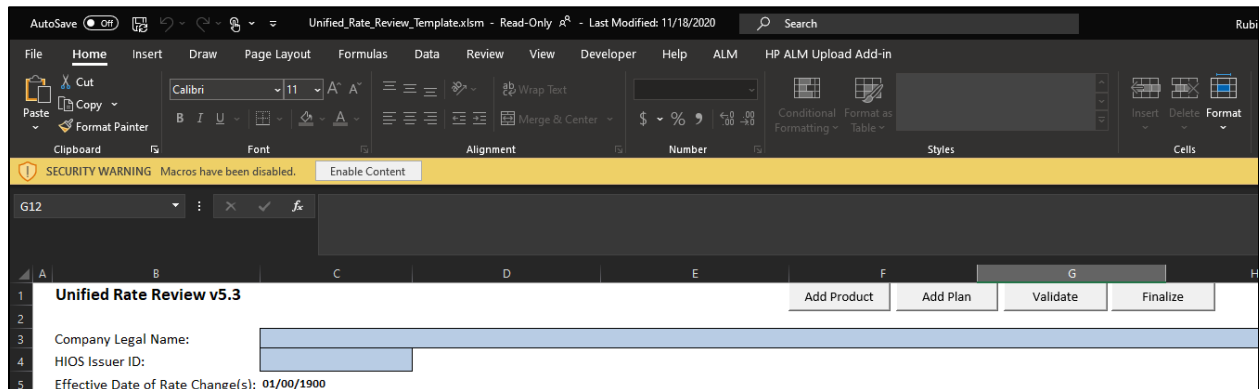 AutoSave Off Unified_Rate_Review_Template.xlsm - Read-Only - Last Modified: 11/18/2020 Search Rubi
File Home Insert Draw Page Layout Formulas Data Review View Developer Help ALM HP ALM Upload Add-in
Cut
Copy
Format Painter
Paste
Calibri 11 A^ A˅ ab Wrap Text
B I U A Merge & Center $ % 9 .00 .00
Conditional Formatting Format as Table
Insert Delete Format
Clipboard Font Alignment Number Styles Cells
SECURITY WARNING Macros have been disabled. Enable Content
G12 fx
A B C D E F G H
1 Unified Rate Review v5.3 Add Product Add Plan Validate Finalize
2
3 Company Legal Name:
4 HIOS Issuer ID:
5 Effective Date of Rate Change(s): 01/00/1900